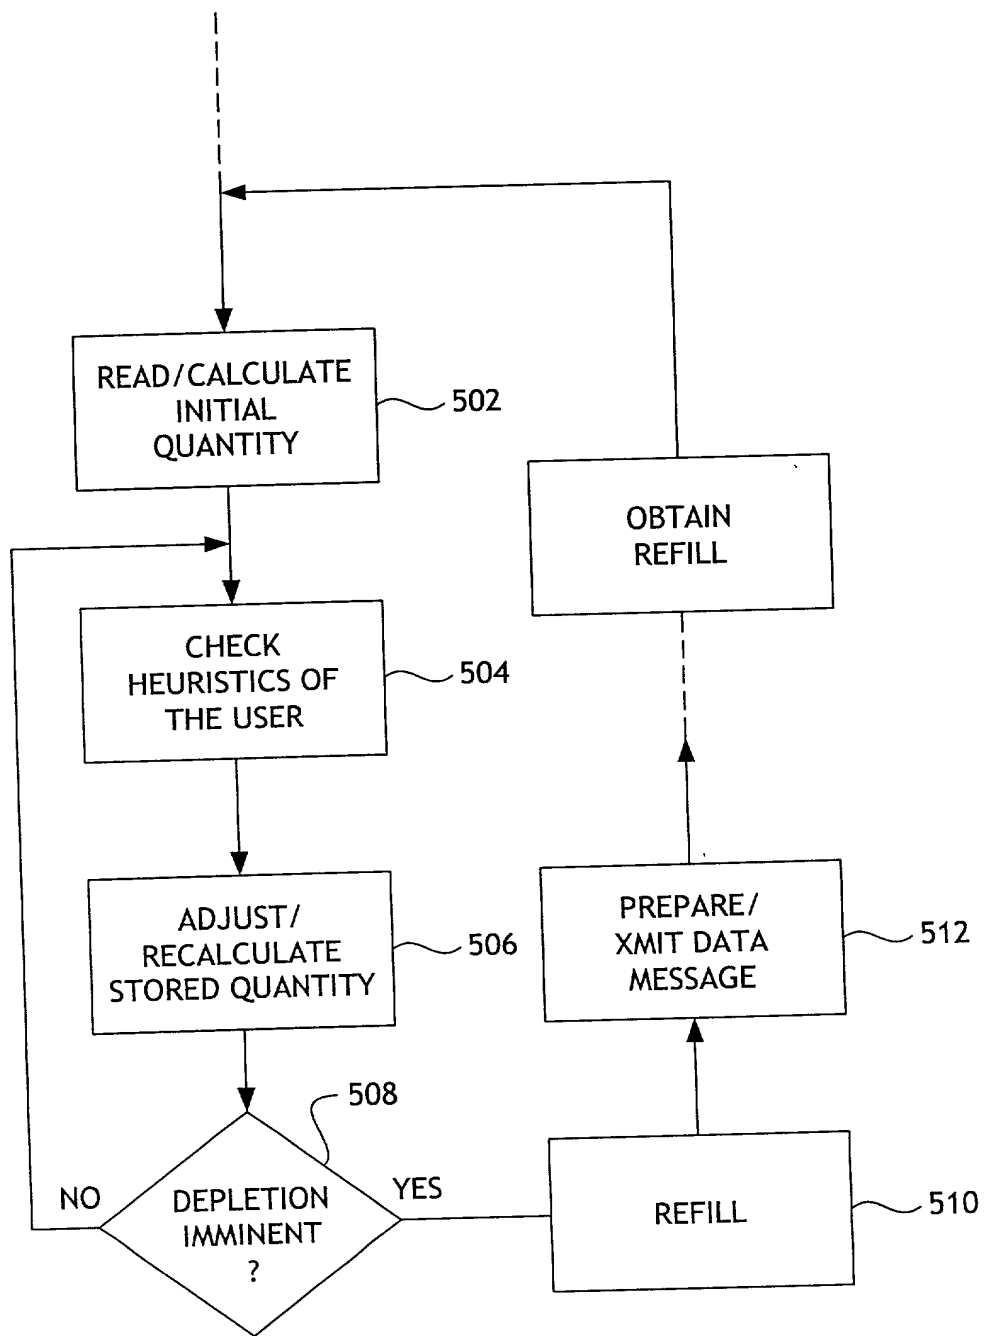 READ/CALCULATE
INITIAL
QUANTITY
502
CHECK
HEURISTICS OF
THE USER
504
ADJUST/
RECALCULATE
STORED QUANTITY
506
508
DEPLETION
IMMINENT
?
NO
YES
REFILL
510
PREPARE/
XMIT DATA
MESSAGE
512
OBTAIN
REFILL